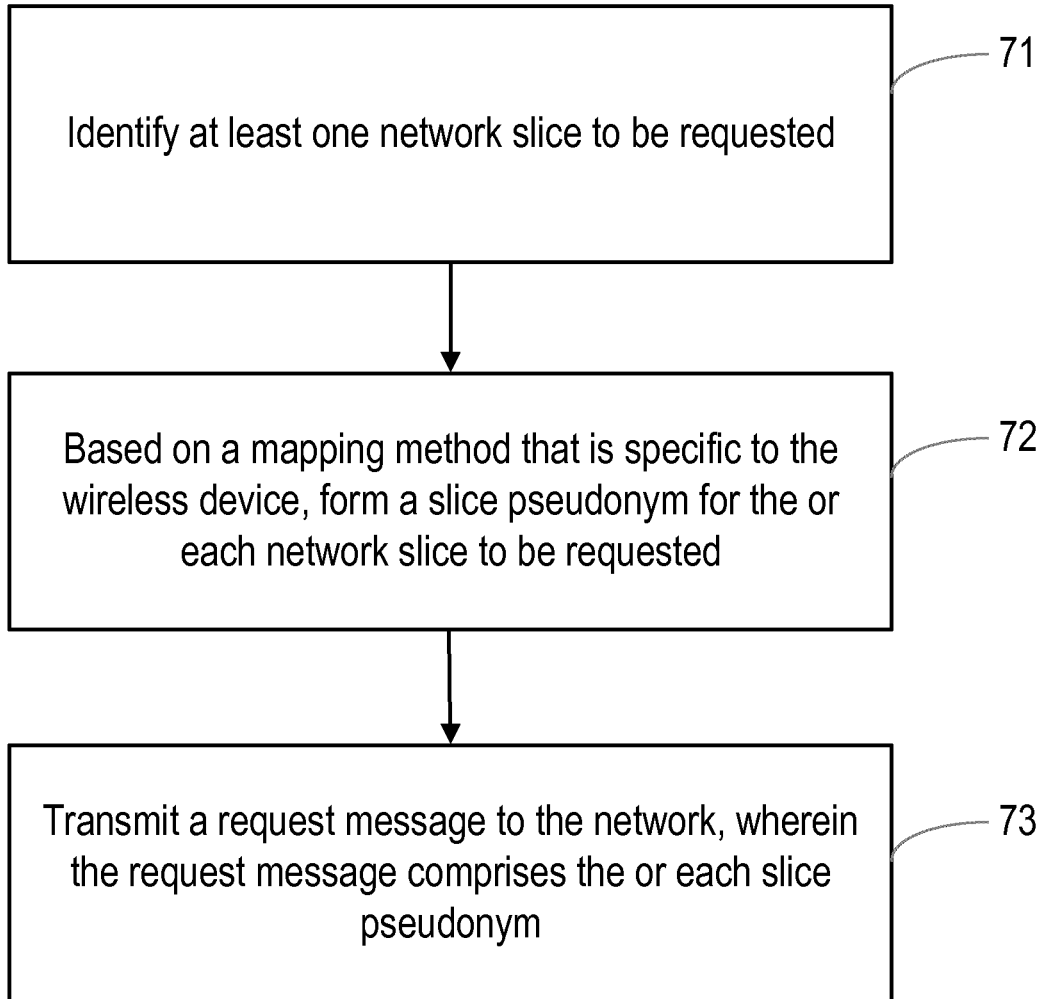 71
Identify at least one network slice to be requested
72
Based on a mapping method that is specific to the
wireless device, form a slice pseudonym for the or
each network slice to be requested
73
Transmit a request message to the network, wherein
the request message comprises the or each slice
pseudonym